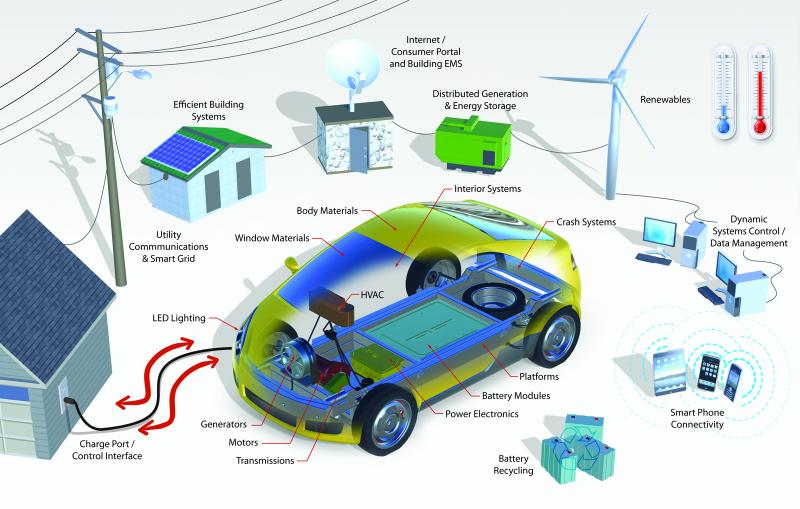 Internet /
Consumer Portal
and Building EMS
Efficient Building
Systems
Distributed Generation
& Energy Storage
Renewables
Utility
Commmunications
& Smart Grid
Interior Systems
Body Materials
Window Materials
Crash Systems
Dynamic
Systems Control /
Data Management
HVAC
LED Lighting
Charge Port /
Control Interface
Generators
Motors
Transmissions
Platforms
Battery Modules
Power Electronics
Battery
Recycling
Smart Phone
Connectivity